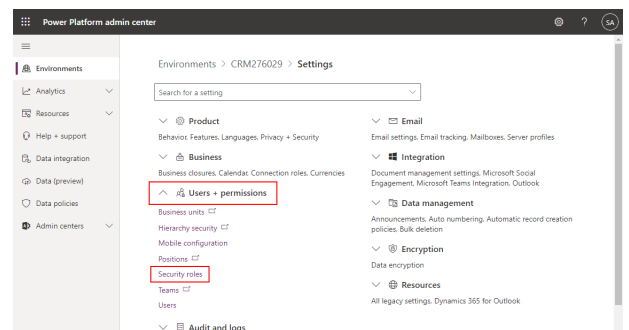 Power Platform admin center
?
SA
Environments
Analytics
Resources
Help + support
Data integration
Data (preview)
Data policies
Admin centers
Environments > CRM276029 > Settings
Search for a setting
Product
Behavior, Features, Languages, Privacy + Security
Business
Business closures, Calendar, Connection roles, Currencies
Users + permissions
Business units
Hierarchy security
Mobile configuration
Positions
Security roles
Teams
Users
Audit and logs
Email
Email settings, Email tracking, Mailboxes, Server profiles
Integration
Document management settings, Microsoft Social
Engagement, Microsoft Teams Integration, Outlook
Data management
Announcements, Auto numbering, Automatic record creation
policies, Bulk deletion
Encryption
Data encryption
Resources
All legacy settings, Dynamics 365 for Outlook